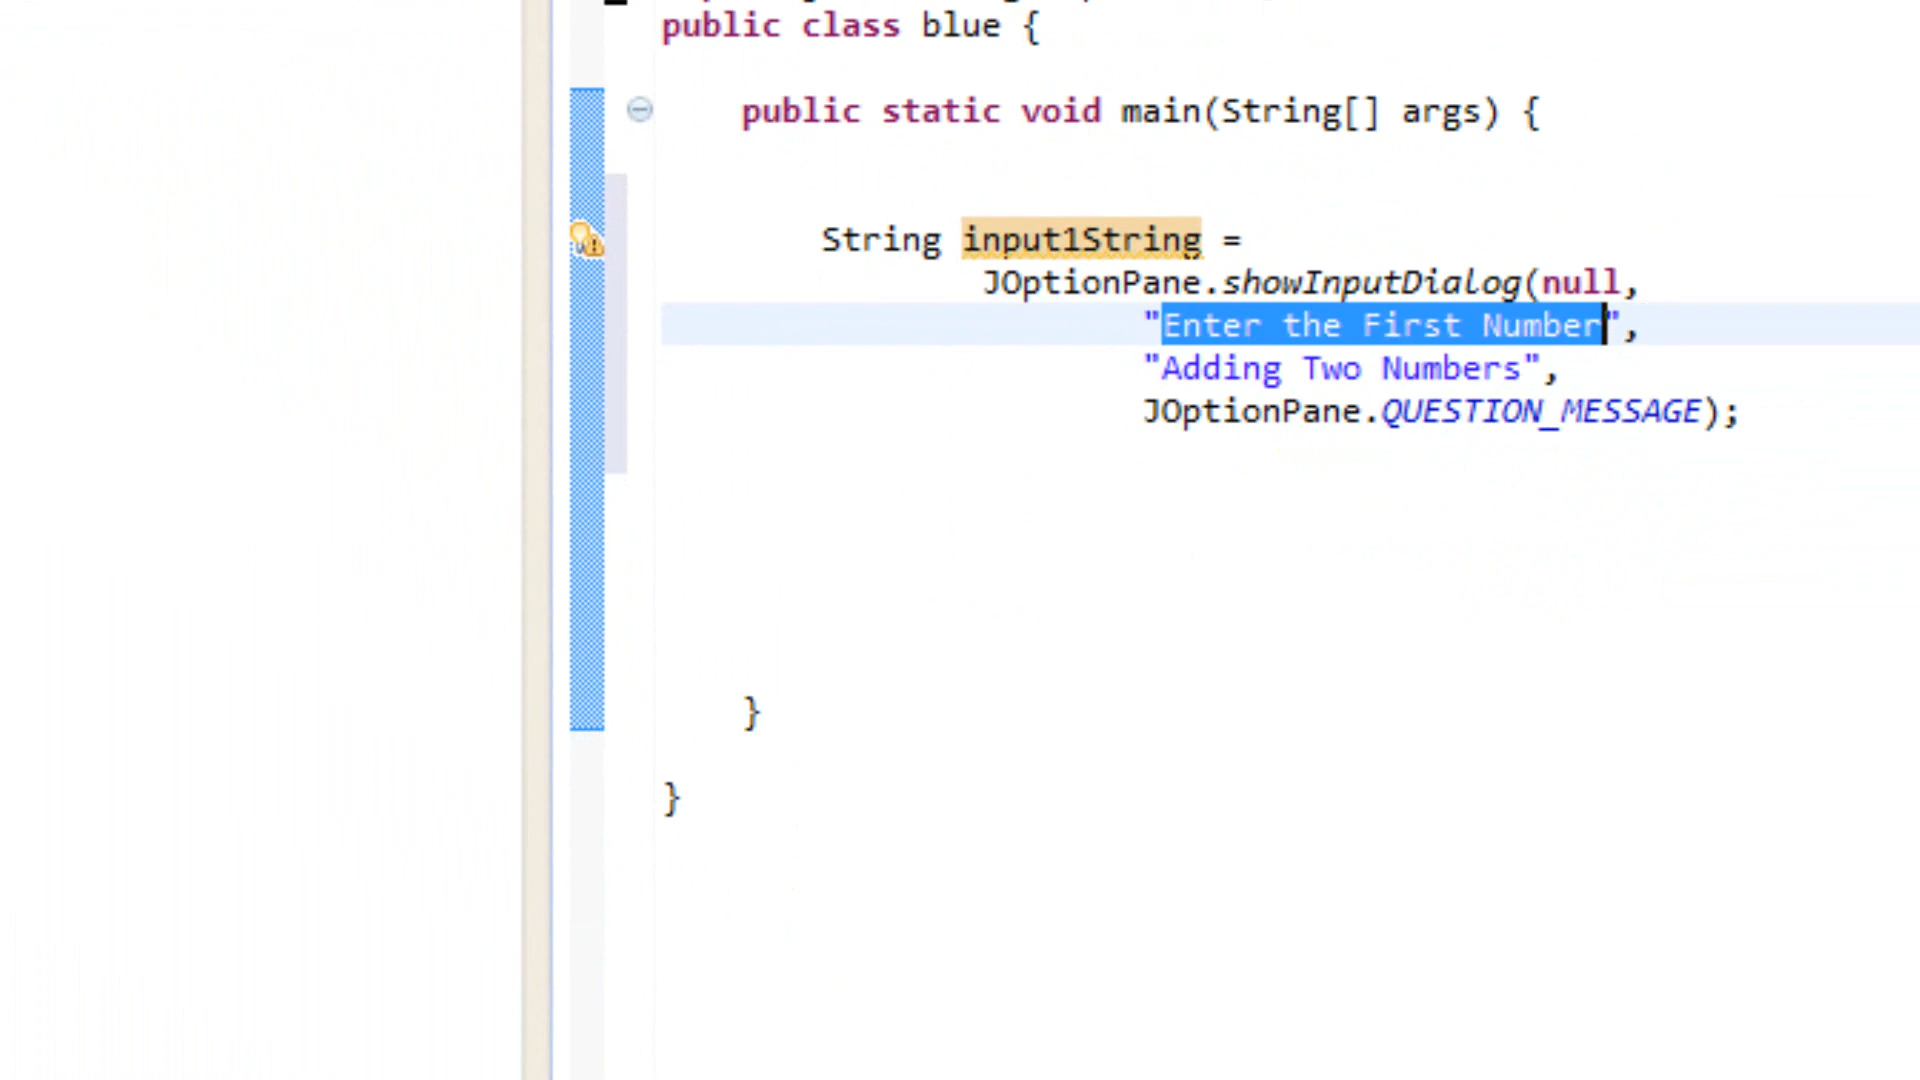 public class blue {
public static void main(String[] args) {
String input1String =
JOptionPane.showInputDialog(null,
"Enter the First Number",
"Adding Two Numbers",
JOptionPane.QUESTION_MESSAGE);
}
}